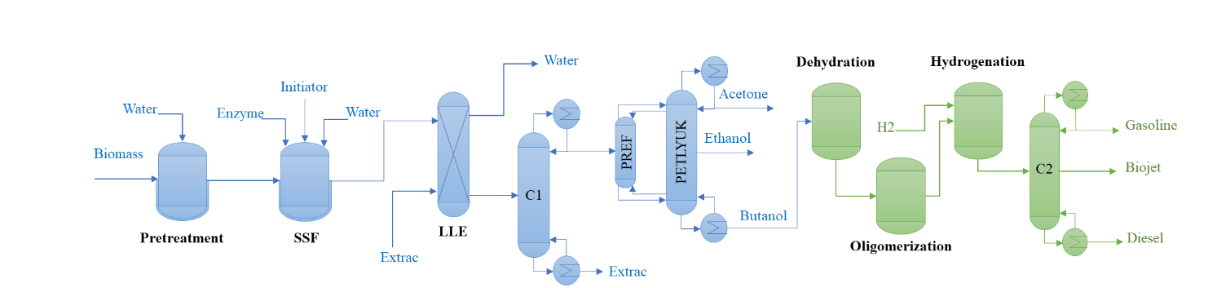 Dehydration
Hydrogenation
Water
Initiator
Acetone
Water
Enzyme
Water
Gasoline
H2
Biomass
Ethanol
PREF
PETLYUK
Biojet
C1
C2
Butanol
Pretreatment
SSF
LLE
Diesel
Oligomerization
Extrac
Extrac